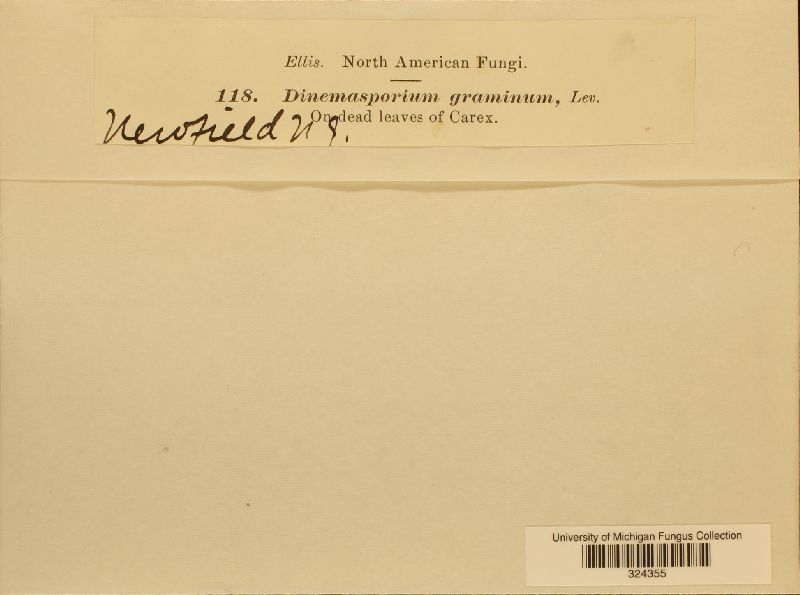 Ellis. North American Fungi.
118. Dinemasporium graminum, Lev.
On dead leaves of Carex.
Newfield N J.
University of Michigan Fungus Collection
324355